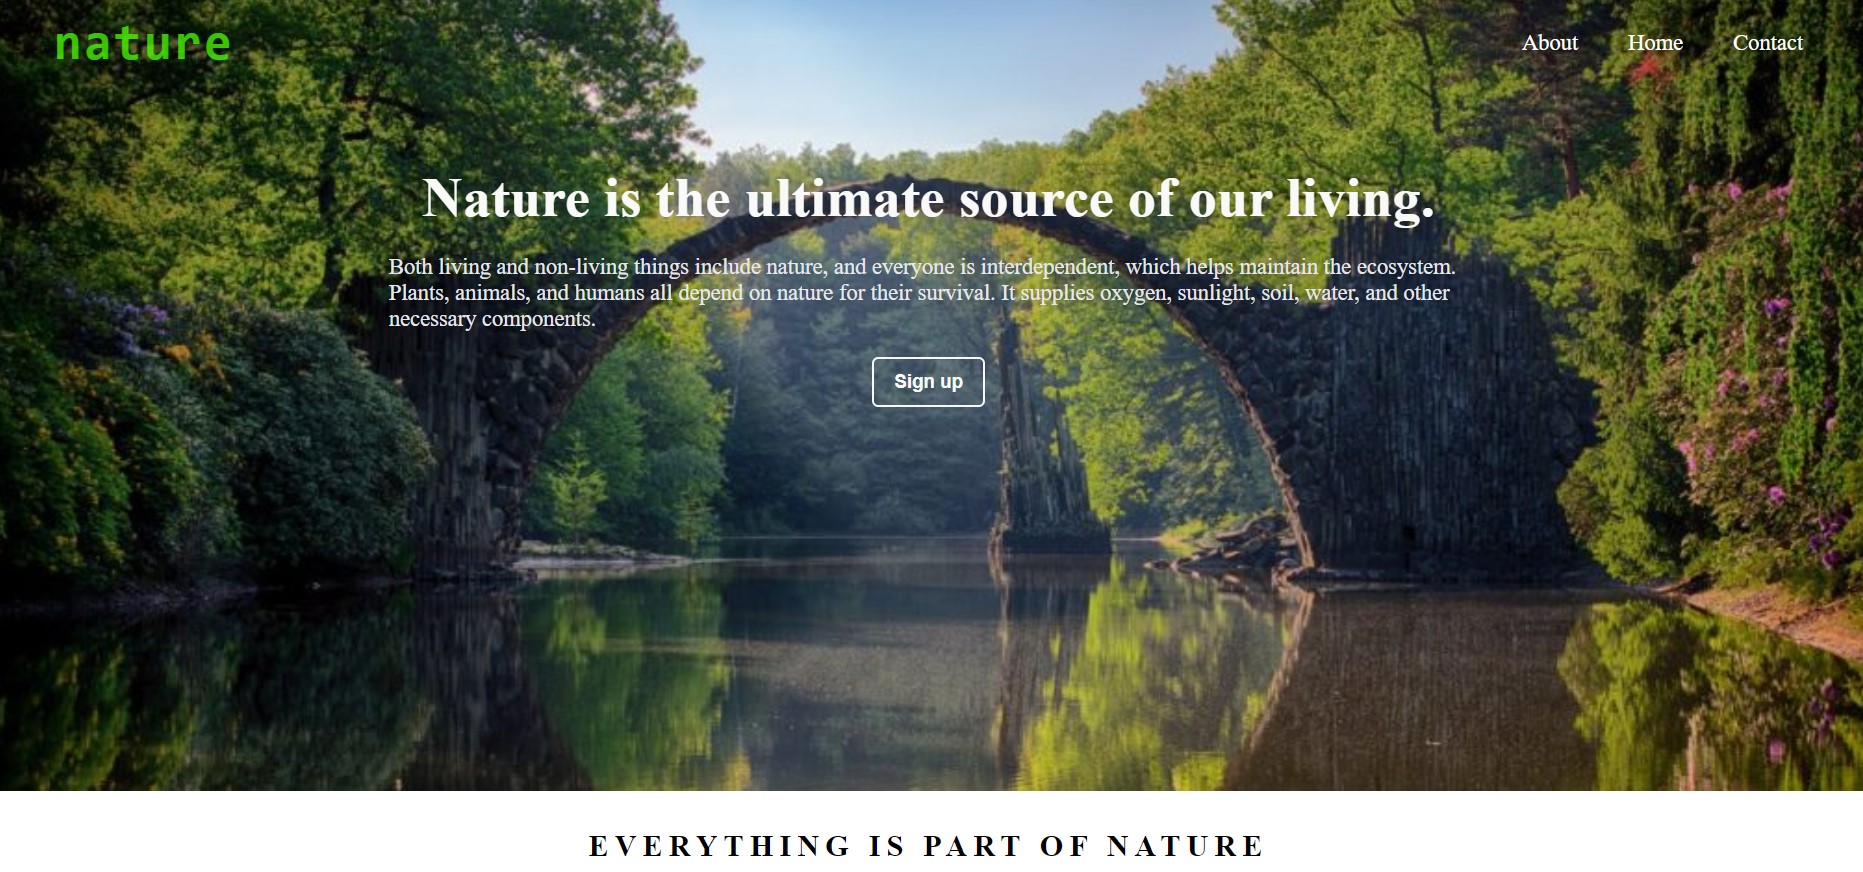 nature
About Home Contact
Nature is the ultimate source of our living.
Both living and non-living things include nature, and everyone is interdependent, which helps maintain the ecosystem.
Plants, animals, and humans all depend on nature for their survival. It supplies oxygen, sunlight, soil, water, and other
necessary components.
Sign up
EVERYTHING IS PART OF NATURE